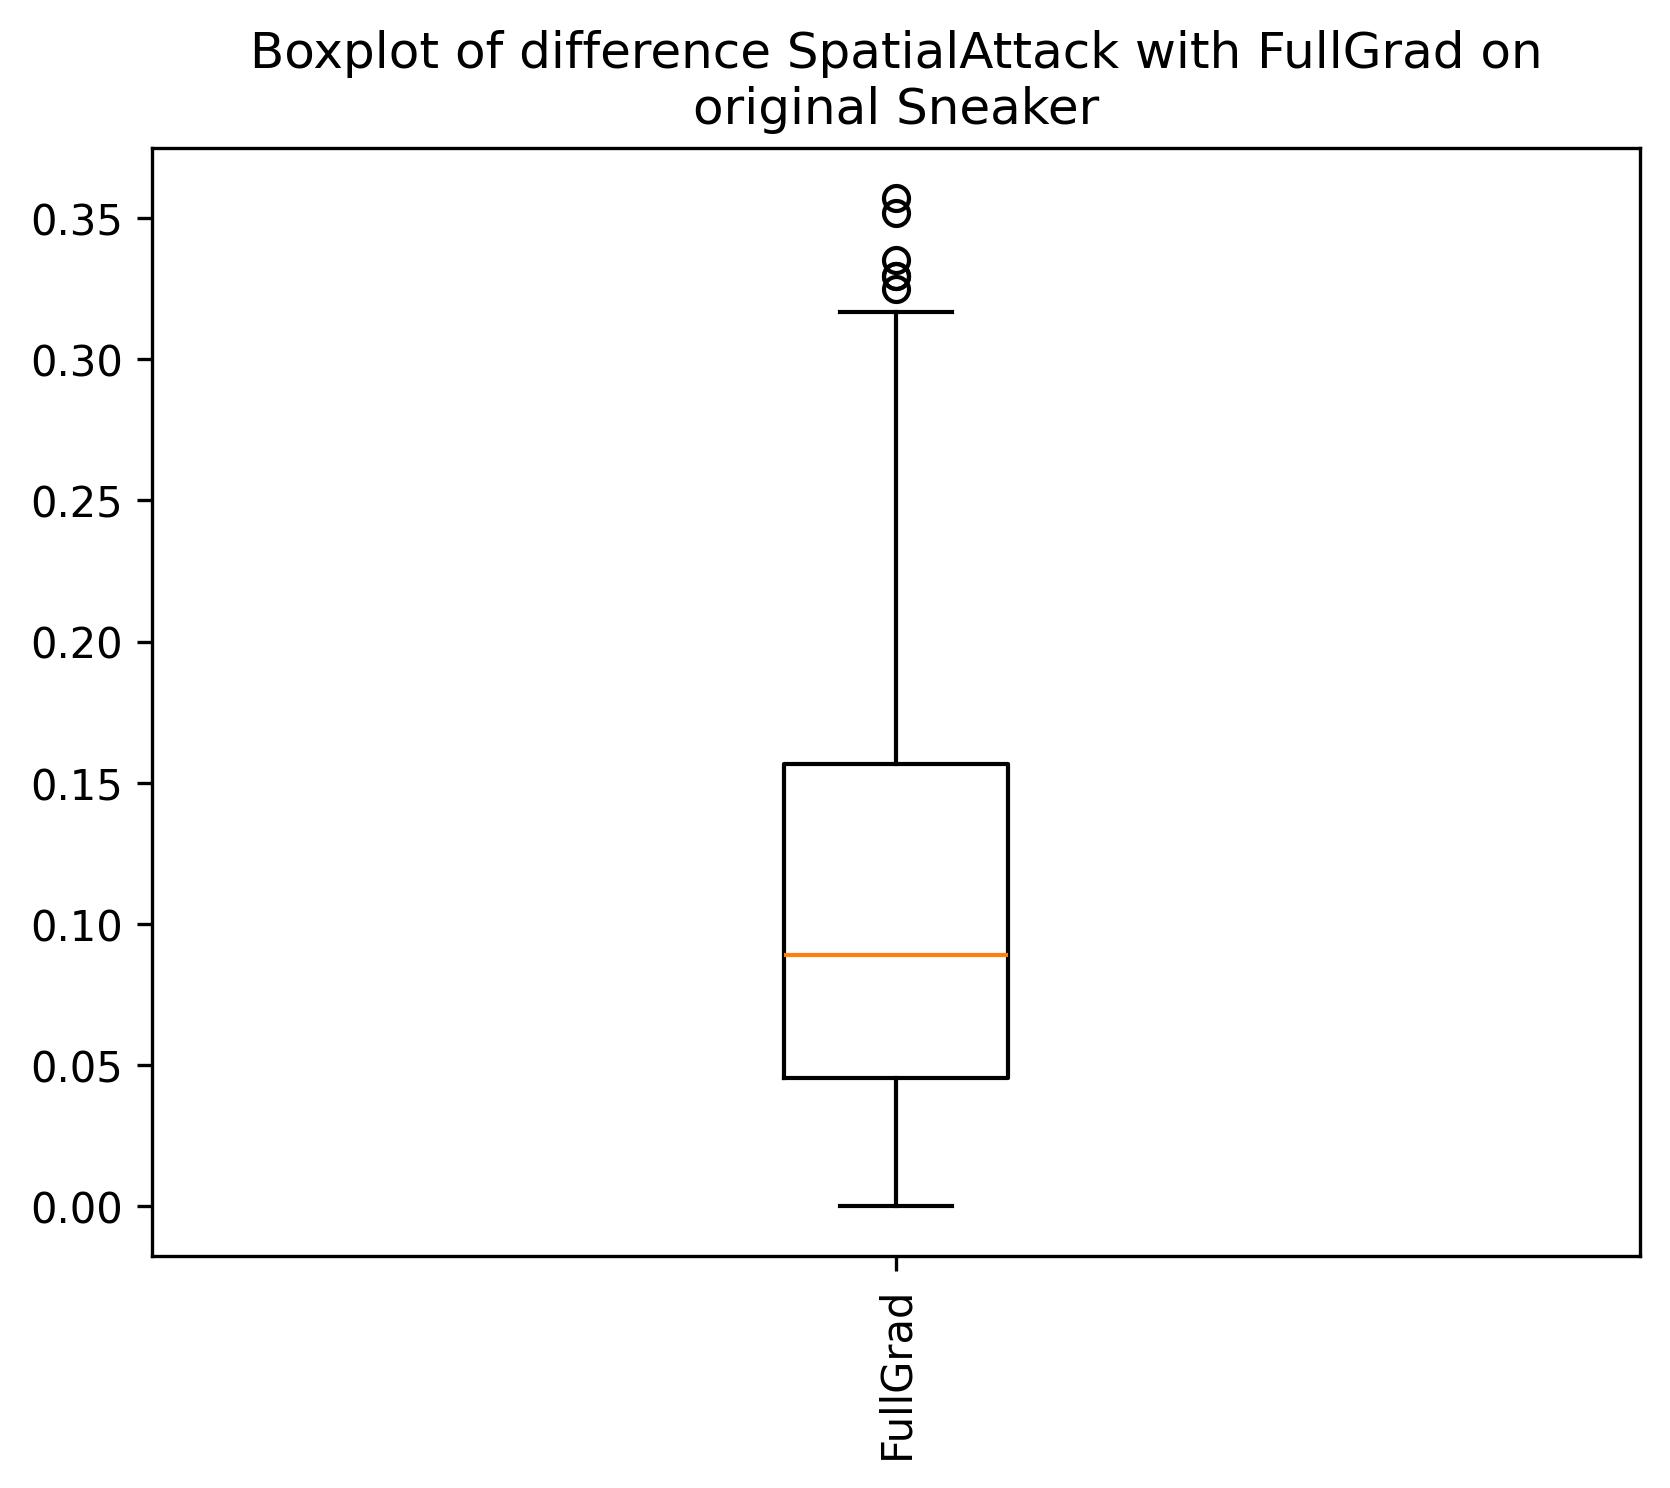 Boxplot of difference SpatialAttack with FullGrad on
original Sneaker
0.35
0.30
0.25
0.20
0.15
0.10
0.05
0.00
FullGrad